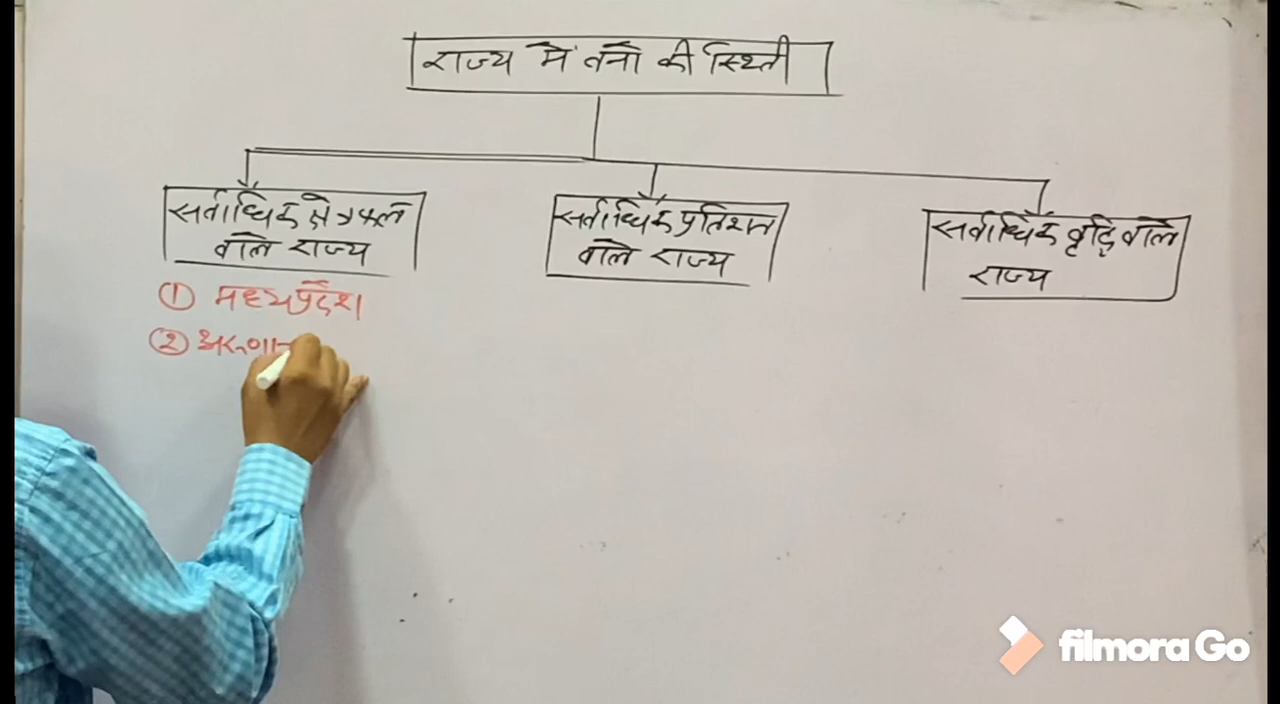 राज्य में वनो की स्थिती
सर्वाधिक क्षेत्रफल
वाले राज्य
सर्वाधिक प्रतिशत
वाले राज्य
सर्वाधिक वृद्धि वाले
राज्य
① मध्यप्रदेश
② अरूणाच
filmora Go